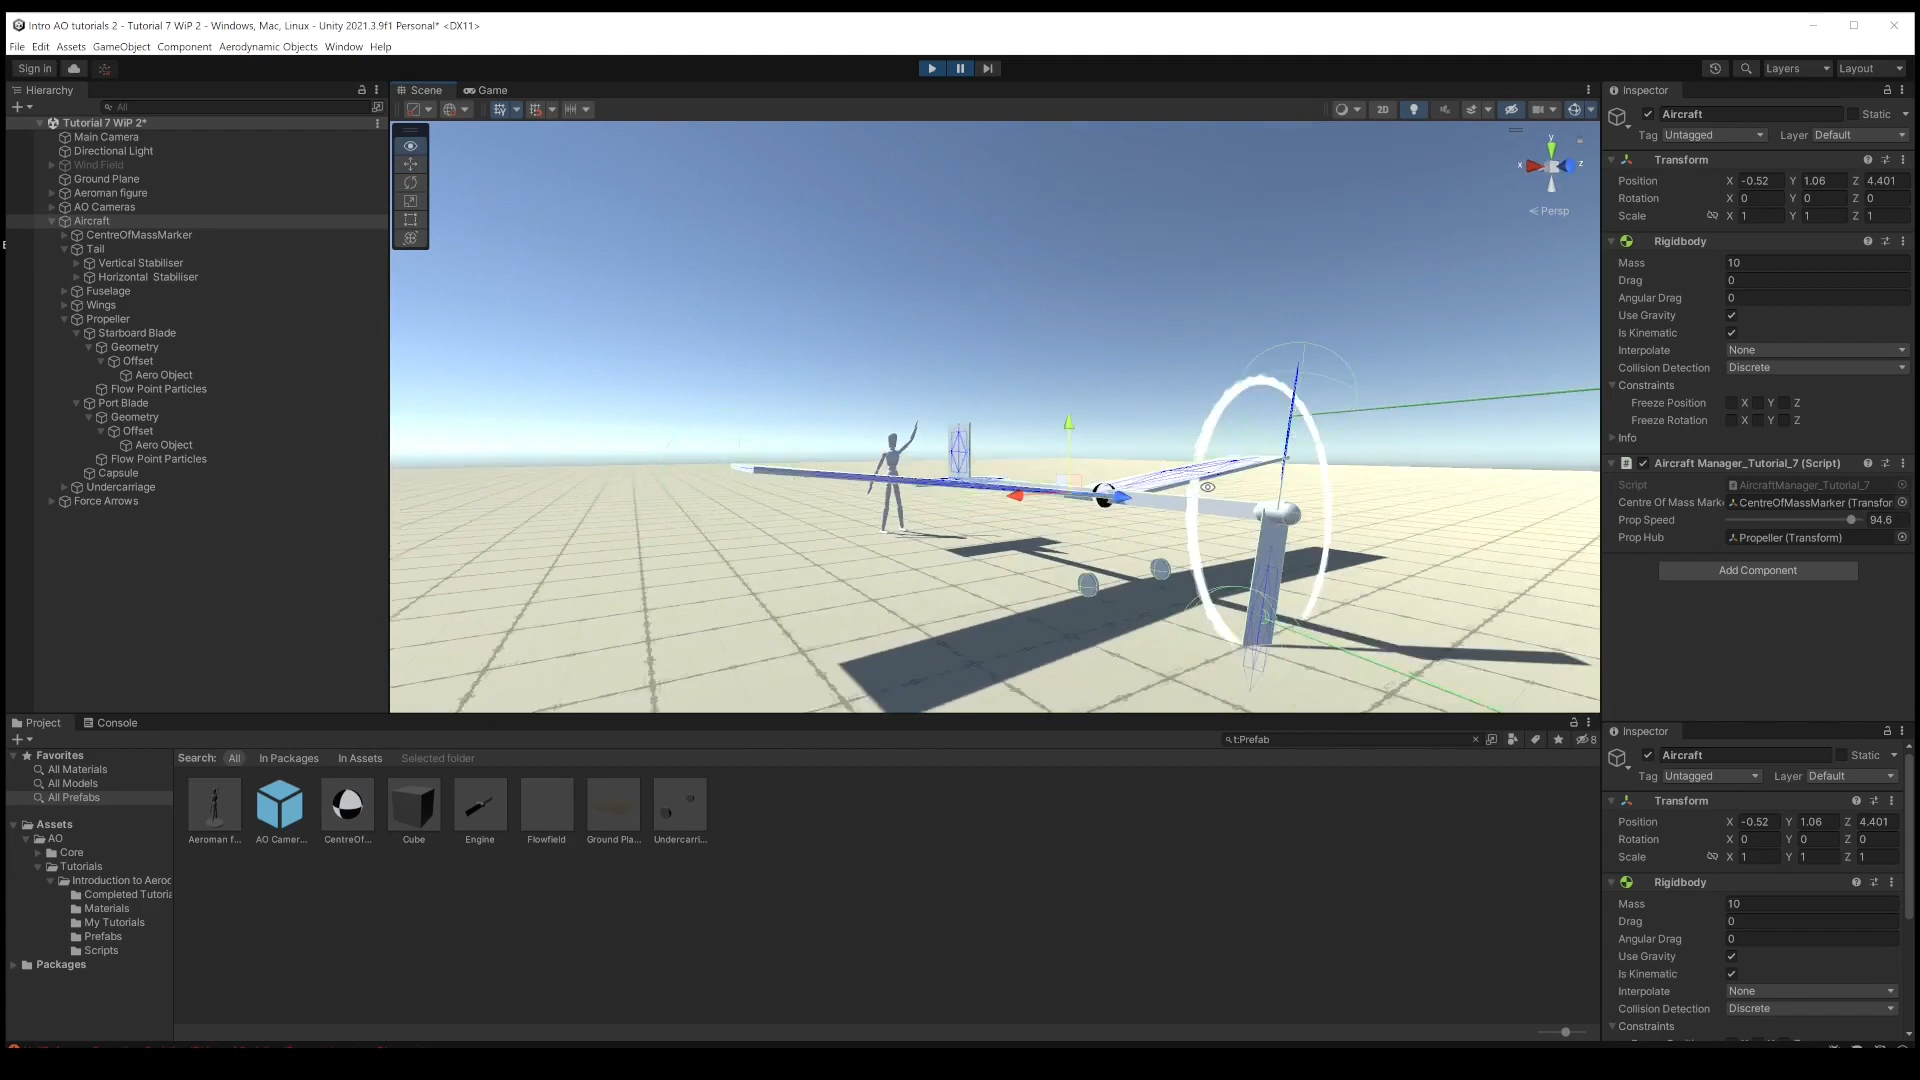 Intro AO tutorials 2 - Tutorial 7 WiP 2 - Windows, Mac, Linux - Unity 2021.3.9f1 Personal* <DX11>
File Edit Assets GameObject Component Aerodynamic Objects Window Help
Sign in
Layers
Layout
Hierarchy
All
Tutorial 7 WiP 2*
Main Camera
Directional Light
Wind Field
Ground Plane
Aeroman figure
AO Cameras
Aircraft
CentreOfMassMarker
Tail
Vertical Stabiliser
Horizontal Stabiliser
Fuselage
Wings
Propeller
Starboard Blade
Geometry
Offset
Aero Object
Flow Point Particles
Port Blade
Geometry
Offset
Aero Object
Flow Point Particles
Capsule
Undercarriage
Force Arrows
Scene
Game
2D
y
x
z
Persp
Inspector
Aircraft
Static
Tag Untagged
Layer Default
Transform
Position X -0.52 Y 1.06 Z 4.401
Rotation X 0 Y 0 Z 0
Scale X 1 Y 1 Z 1
Rigidbody
Mass 10
Drag 0
Angular Drag 0
Use Gravity
Is Kinematic
Interpolate None
Collision Detection Discrete
Constraints
Freeze Position X Y Z
Freeze Rotation X Y Z
Info
Aircraft Manager_Tutorial_7 (Script)
Script AircraftManager_Tutorial_7
Centre Of Mass Mark CentreOfMassMarker (Transfor
Prop Speed 94.6
Prop Hub Propeller (Transform)
Add Component
Project
Console
t:Prefab
8
Favorites
All Materials
All Models
All Prefabs
Assets
AO
Core
Tutorials
Introduction to Aeroc
Completed Tutoria
Materials
My Tutorials
Prefabs
Scripts
Packages
Search: All In Packages In Assets Selected folder
Aeroman f...
AO Camer...
CentreOf...
Cube
Engine
Flowfield
Ground Pla...
Undercarri...
Inspector
Aircraft
Static
Tag Untagged
Layer Default
Transform
Position X -0.52 Y 1.06 Z 4.401
Rotation X 0 Y 0 Z 0
Scale X 1 Y 1 Z 1
Rigidbody
Mass 10
Drag 0
Angular Drag 0
Use Gravity
Is Kinematic
Interpolate None
Collision Detection Discrete
Constraints